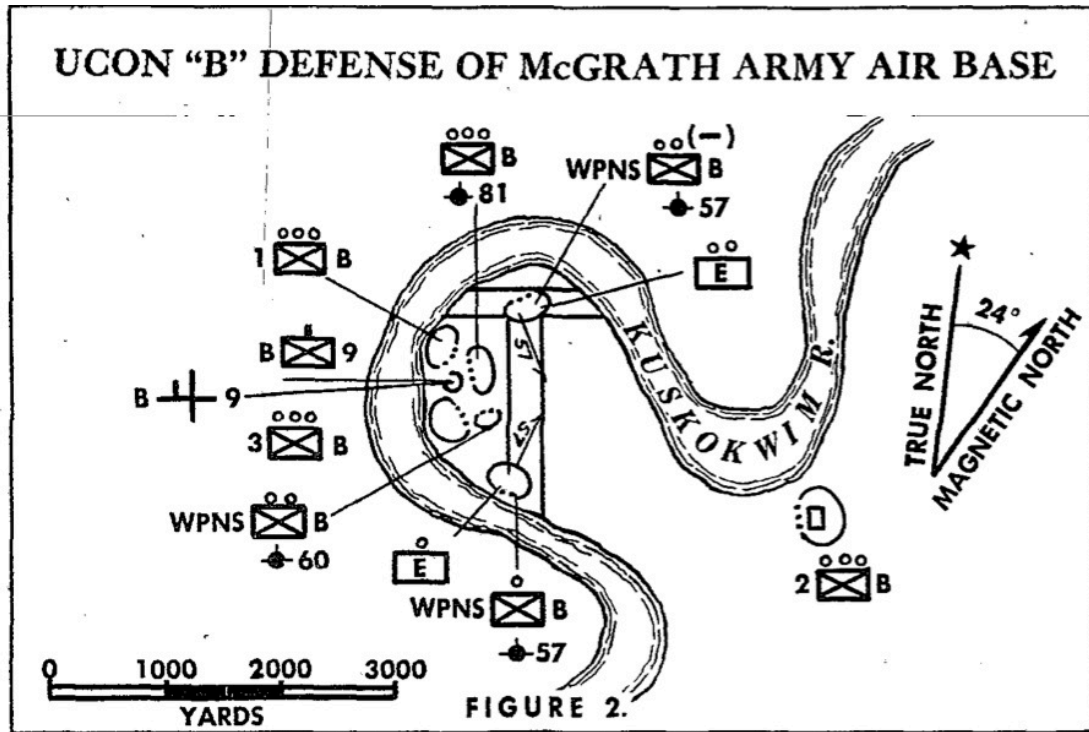 UCON “B” DEFENSE OF McGRATH ARMY AIR BASE
B
81
WPNS
(−)
B
57
1
B
E
B
9
B
9
3
B
WPNS
B
60
E
WPNS
B
57
57
57
KUSKOKWIM R.
2
B
TRUE NORTH
24°
MAGNETIC NORTH
0 1000 2000 3000
YARDS
FIGURE 2.